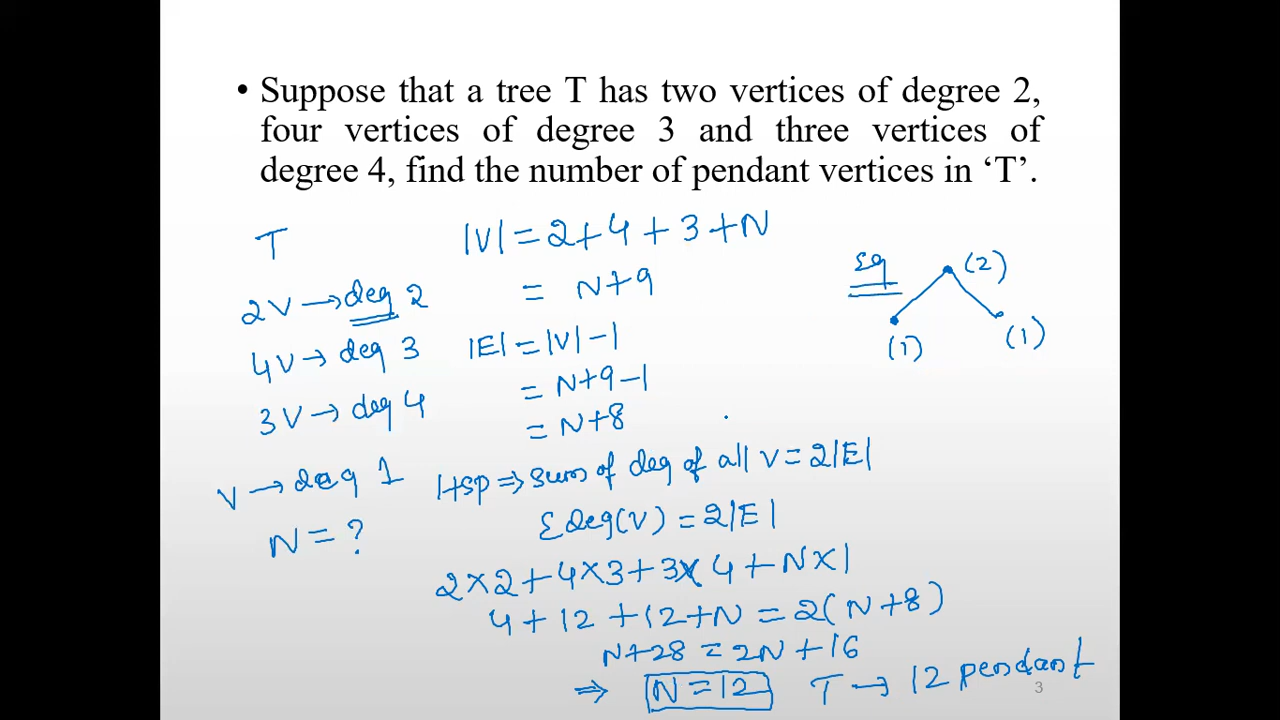 • Suppose that a tree T has two vertices of degree 2,
four vertices of degree 3 and three vertices of
degree 4, find the number of pendant vertices in ‘T’.
T
2V → deg 2
4V → deg 3
3V → deg 4
V → deg 1
N = ?
|V| = 2 + 4 + 3 + N
= N + 9
|E| = |V| - 1
= N + 9 - 1
= N + 8
HSP ⇒ Sum of deg of all V = 2|E|
Σdeg(V) = 2|E|
2×2 + 4×3 + 3×4 + N×1
4 + 12 + 12 + N = 2(N + 8)
N + 28 = 2N + 16
⇒ N = 12
T → 12 pendant
(2)
(1)
(1)
3